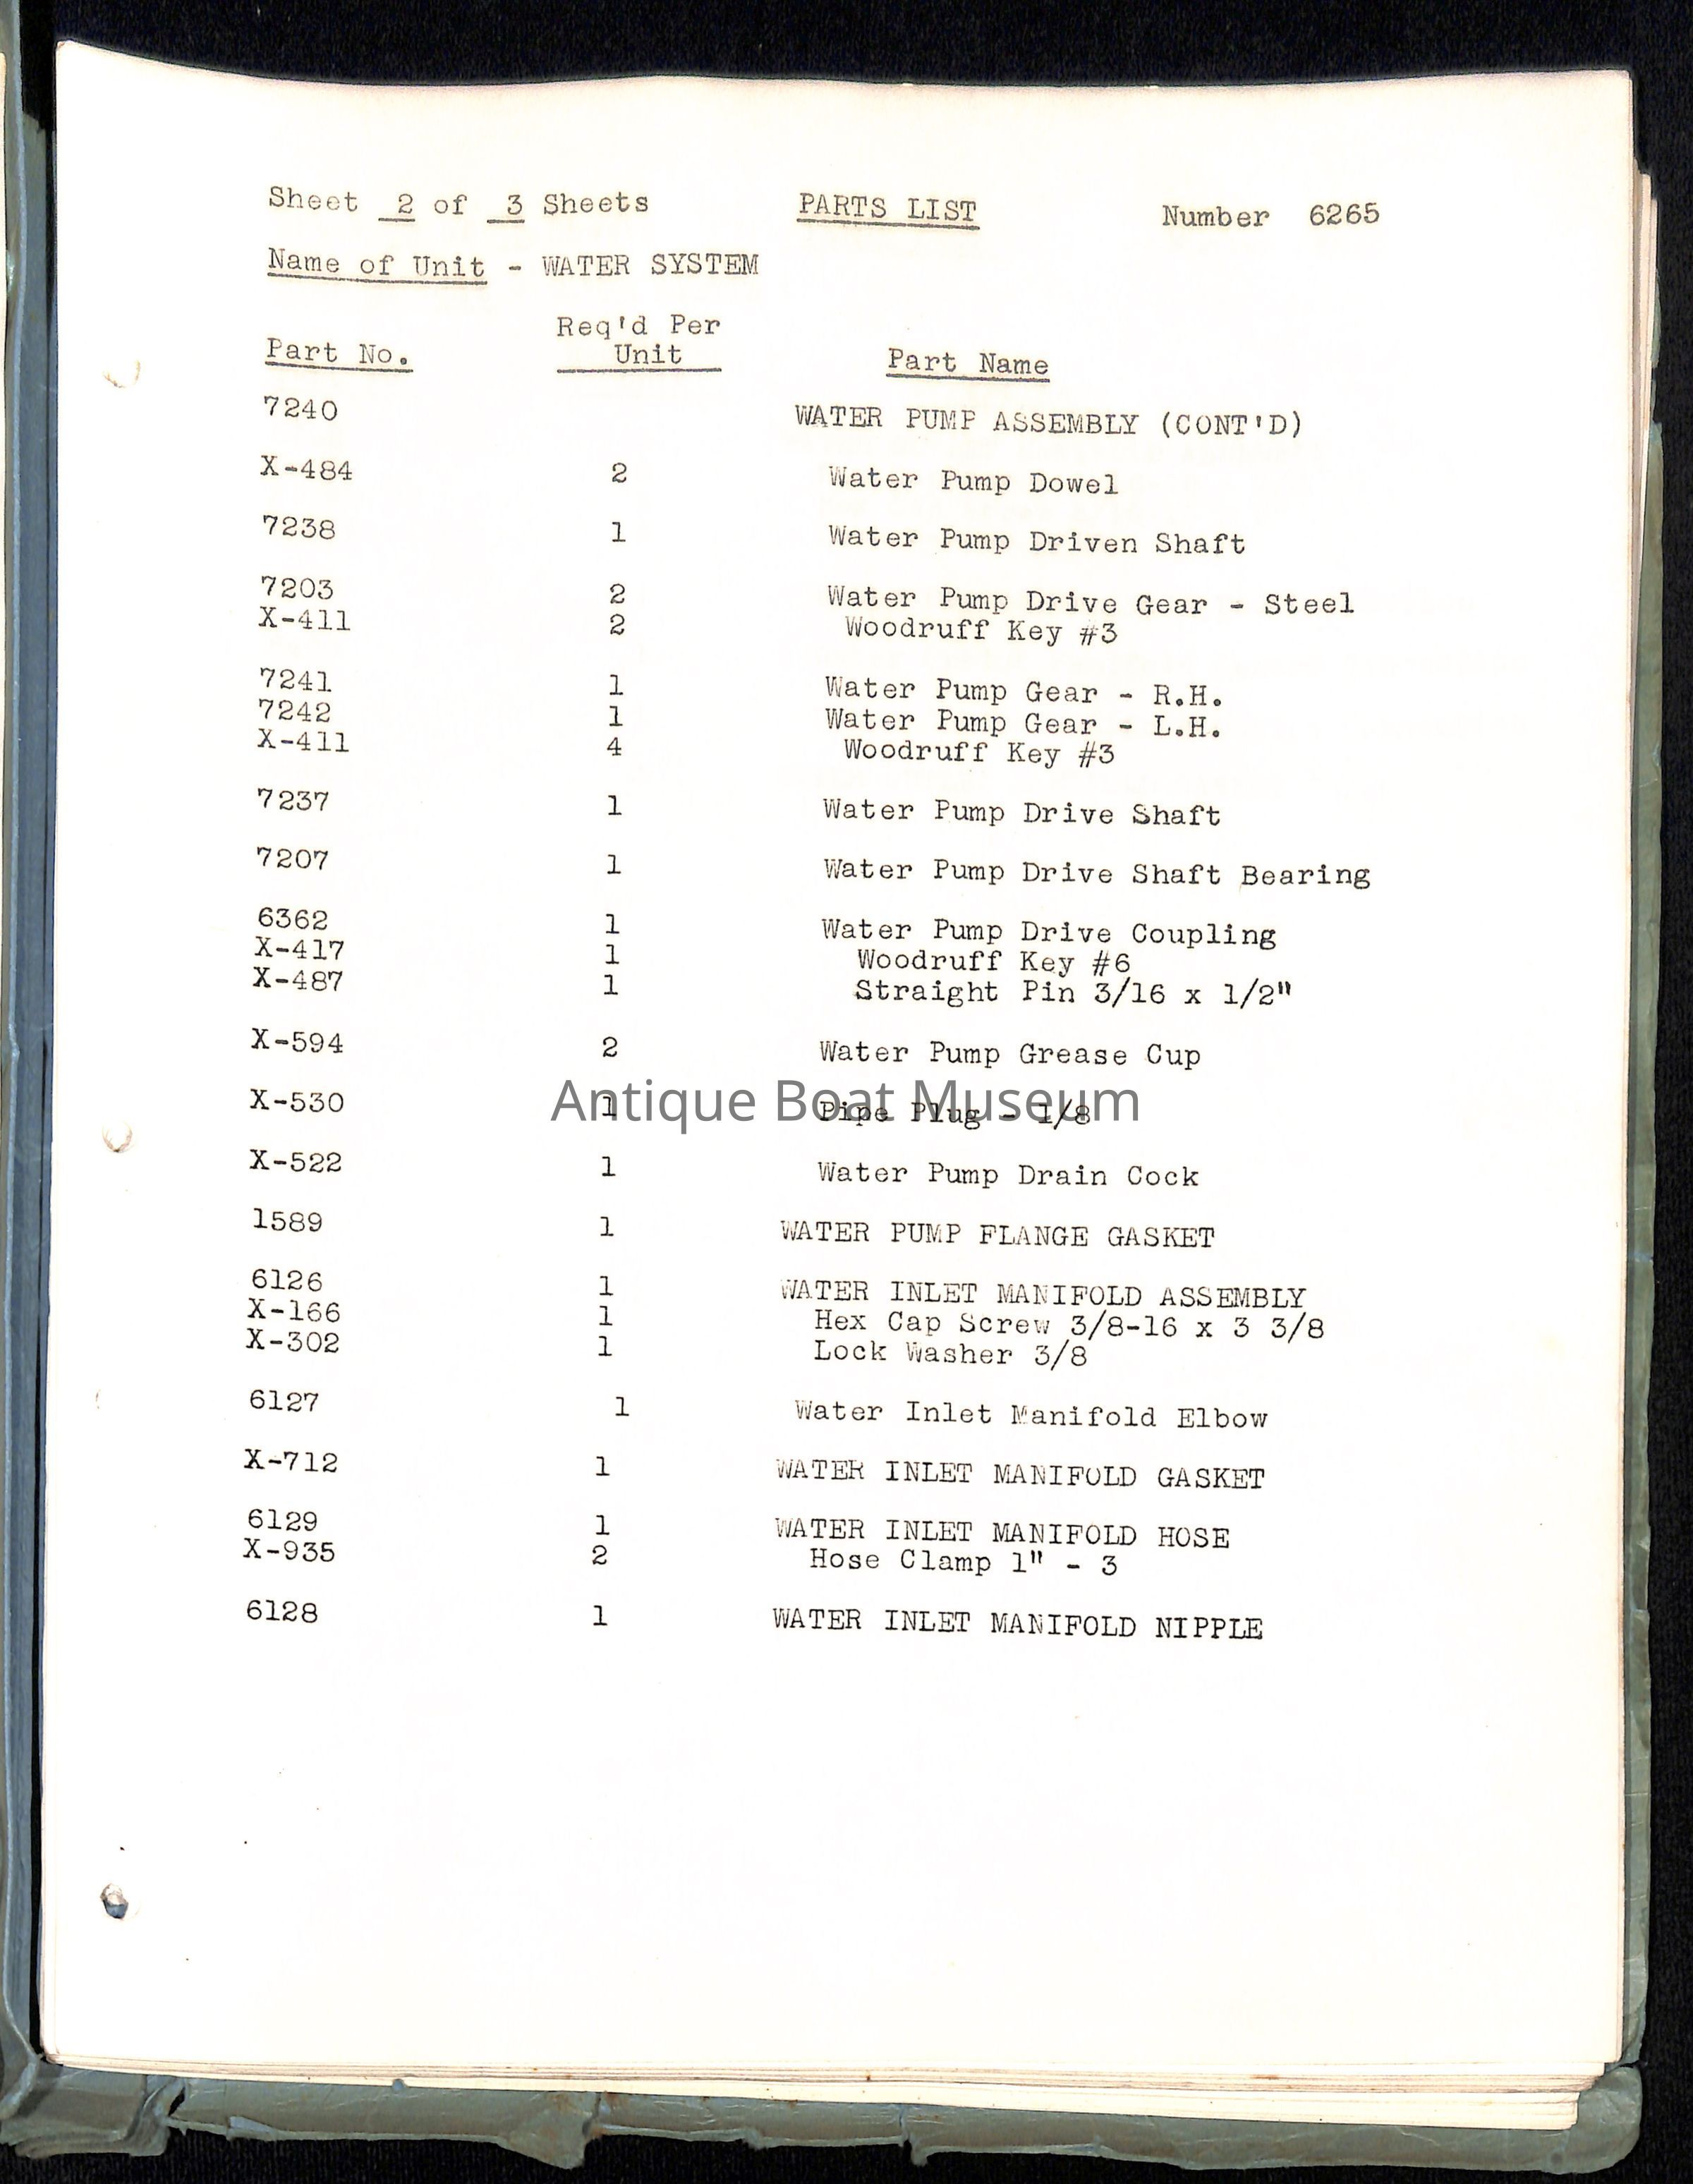 Sheet 2 of 3 Sheets PARTS LIST Number 6265
Name of Unit - WATER SYSTEM
Part No. Req'd Per Unit Part Name
7240 WATER PUMP ASSEMBLY (CONT'D)
X-484 2 Water Pump Dowel
7238 1 Water Pump Driven Shaft
7203 2 Water Pump Drive Gear - Steel
X-411 2 Woodruff Key #3
7241 1 Water Pump Gear - R.H.
7242 1 Water Pump Gear - L.H.
X-411 4 Woodruff Key #3
7237 1 Water Pump Drive Shaft
7207 1 Water Pump Drive Shaft Bearing
6362 1 Water Pump Drive Coupling
X-417 1 Woodruff Key #6
X-487 1 Straight Pin 3/16 x 1/2"
X-594 2 Water Pump Grease Cup
X-530 1 Pipe Plug - 1/8
Antique Boat Museum
X-522 1 Water Pump Drain Cock
1589 1 WATER PUMP FLANGE GASKET
6126 1 WATER INLET MANIFOLD ASSEMBLY
X-166 1 Hex Cap Screw 3/8-16 x 3 3/8
X-302 1 Lock Washer 3/8
6127 1 Water Inlet Manifold Elbow
X-712 1 WATER INLET MANIFOLD GASKET
6129 1 WATER INLET MANIFOLD HOSE
X-935 2 Hose Clamp 1" - 3
6128 1 WATER INLET MANIFOLD NIPPLE